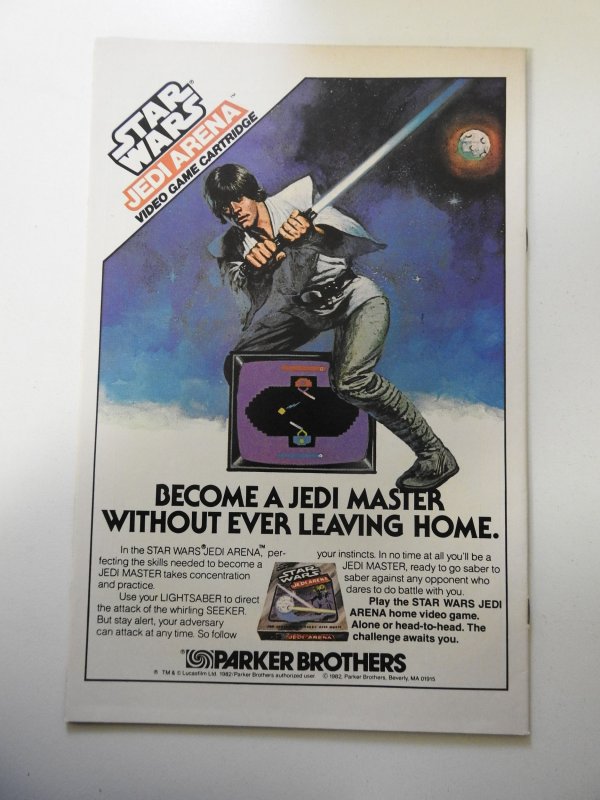 STAR
WARS®
JEDI ARENA™
VIDEO GAME CARTRIDGE
BECOME A JEDI MASTER
WITHOUT EVER LEAVING HOME.
In the STAR WARS® JEDI ARENA,™ per-
fecting the skills needed to become a
JEDI MASTER takes concentration
and practice.
Use your LIGHTSABER to direct
the attack of the whirling SEEKER.
But stay alert, your adversary
can attack at any time. So follow
STAR
WARS
JEDI ARENA
JEDI ARENA
your instincts. In no time at all you'll be a
JEDI MASTER, ready to go saber to
saber against any opponent who
dares to do battle with you.
Play the STAR WARS JEDI
ARENA home video game.
Alone or head-to-head. The
challenge awaits you.
PARKER BROTHERS
® TM & © Lucasfilm Ltd. 1982/Parker Brothers authorized user © 1982, Parker Brothers, Beverly, MA 01915